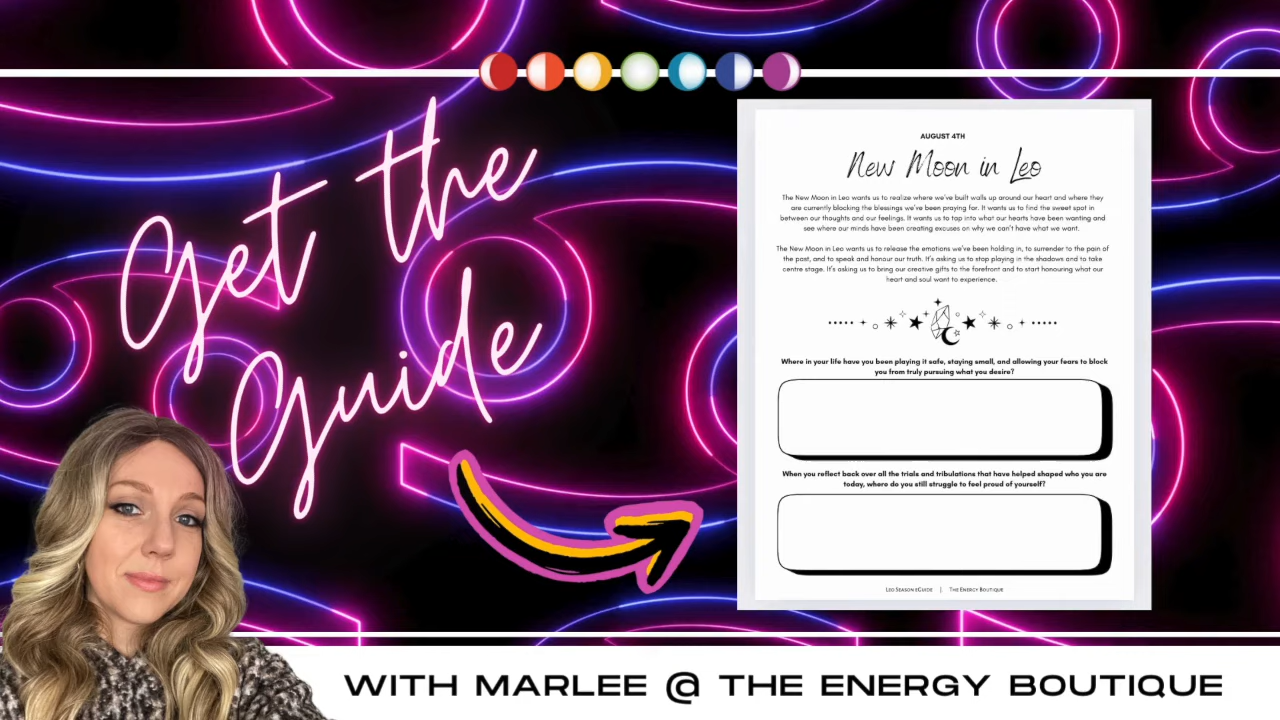 Get the
Guide
AUGUST 4TH
New Moon in Leo
The New Moon in Leo wants us to realize where we've built walls up around our heart and where they
are currently blocking the blessings we've been praying for. It wants us to find the sweet spot in
between our thoughts and our feelings. It wants us to tap into what our hearts have been wanting and
see where our minds have been creating excuses on why we can't have what we want.
The New Moon in Leo wants us to release the emotions we've been holding in, to surrender to the pain of
the past, and to speak and honour our truth. It's asking us to stop playing in the shadows and to take
centre stage. It's asking us to bring our creative gifts to the forefront and to start honouring what our
heart and soul want to experience.
Where in your life have you been playing it safe, staying small, and allowing your fears to block
you from truly pursuing what you desire?
When you reflect back over all the trials and tribulations that have helped shaped who you are
today, where do you still struggle to feel proud of yourself?
Leo Season eGuide | The Energy Boutique
WITH MARLEE @ THE ENERGY BOUTIQUE